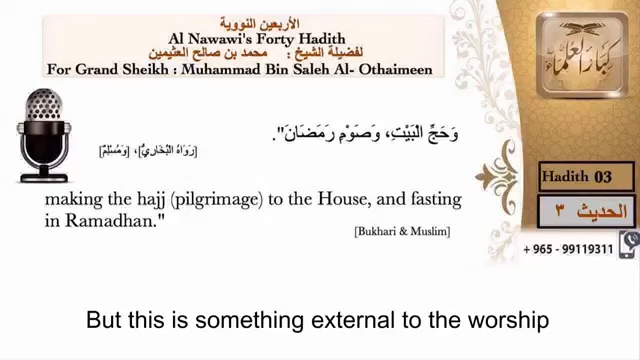 الأربعين النووية
Al Nawawi's Forty Hadith
لفضيلة الشيخ : محمد بن صالح العثيمين
For Grand Sheikh : Muhammad Bin Saleh Al- Othaimeen
كبار العلماء
وَحَجِّ الْبَيْتِ، وَصَوْمِ رَمَضَانَ".
[رَوَاهُ الْبُخَارِيُّ]، [وَمُسْلِمٌ]
making the hajj (pilgrimage) to the House, and fasting
in Ramadhan."
[Bukhari & Muslim]
Hadith 03
الحديث ٣
+ 965 - 99119311
But this is something external to the worship